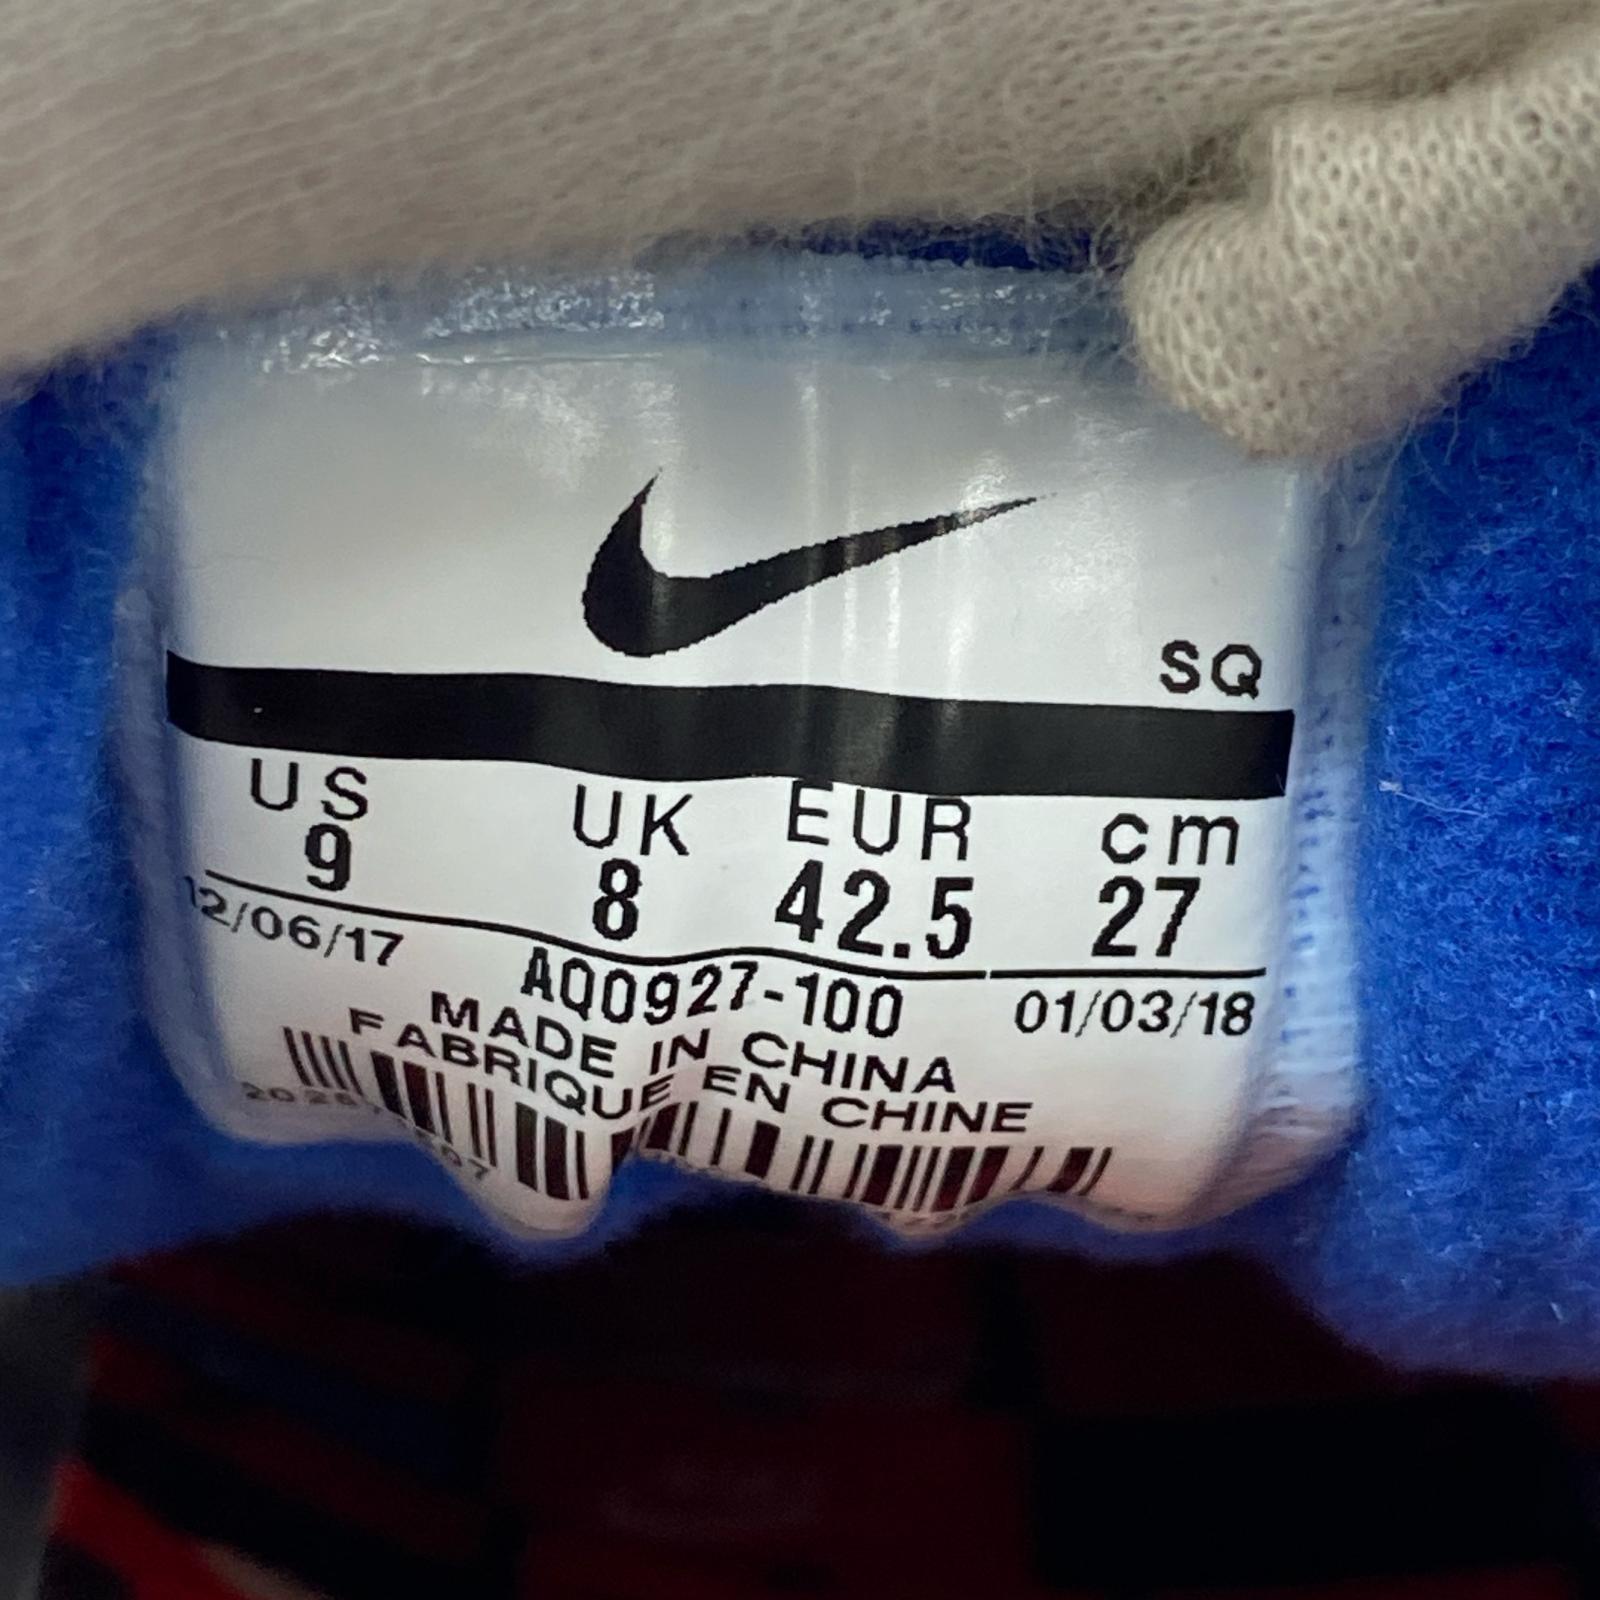 SQ
US UK EUR cm
9 8 42.5 27
12/06/17 AQ0927-100 01/03/18
MADE IN CHINA
FABRIQUE EN CHINE